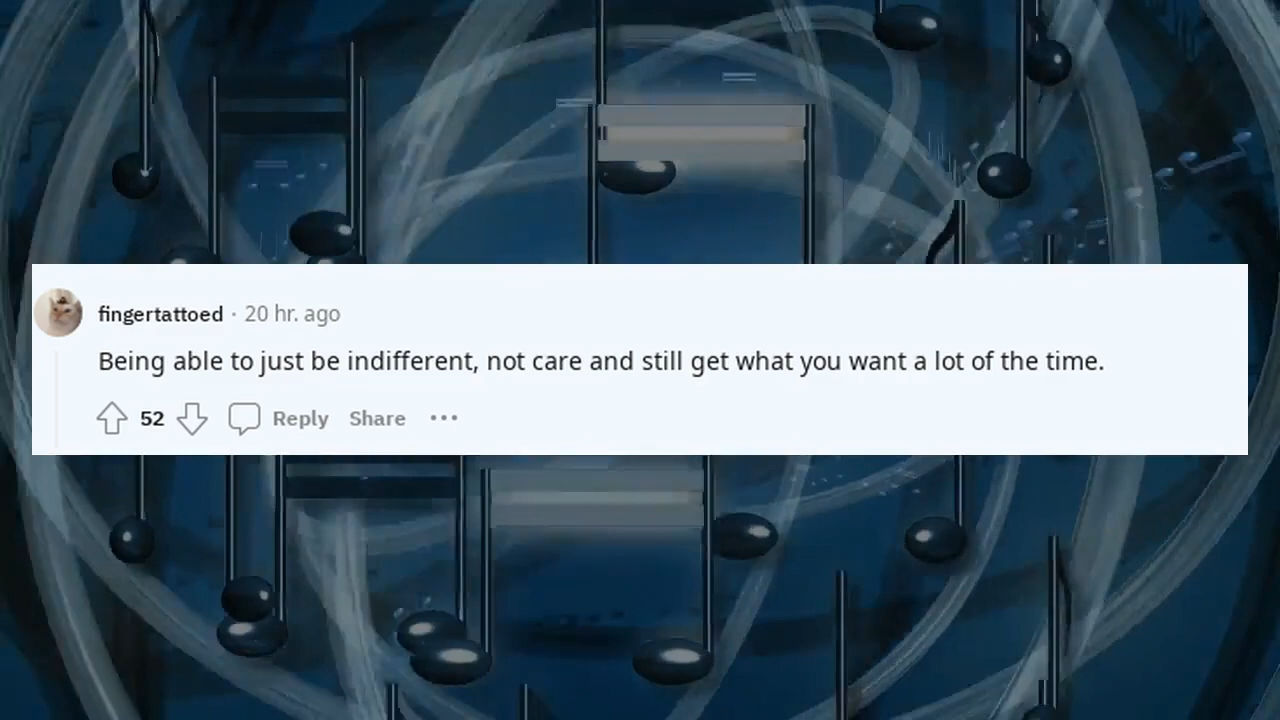 fingertattoed · 20 hr. ago
Being able to just be indifferent, not care and still get what you want a lot of the time.
52 Reply Share ···